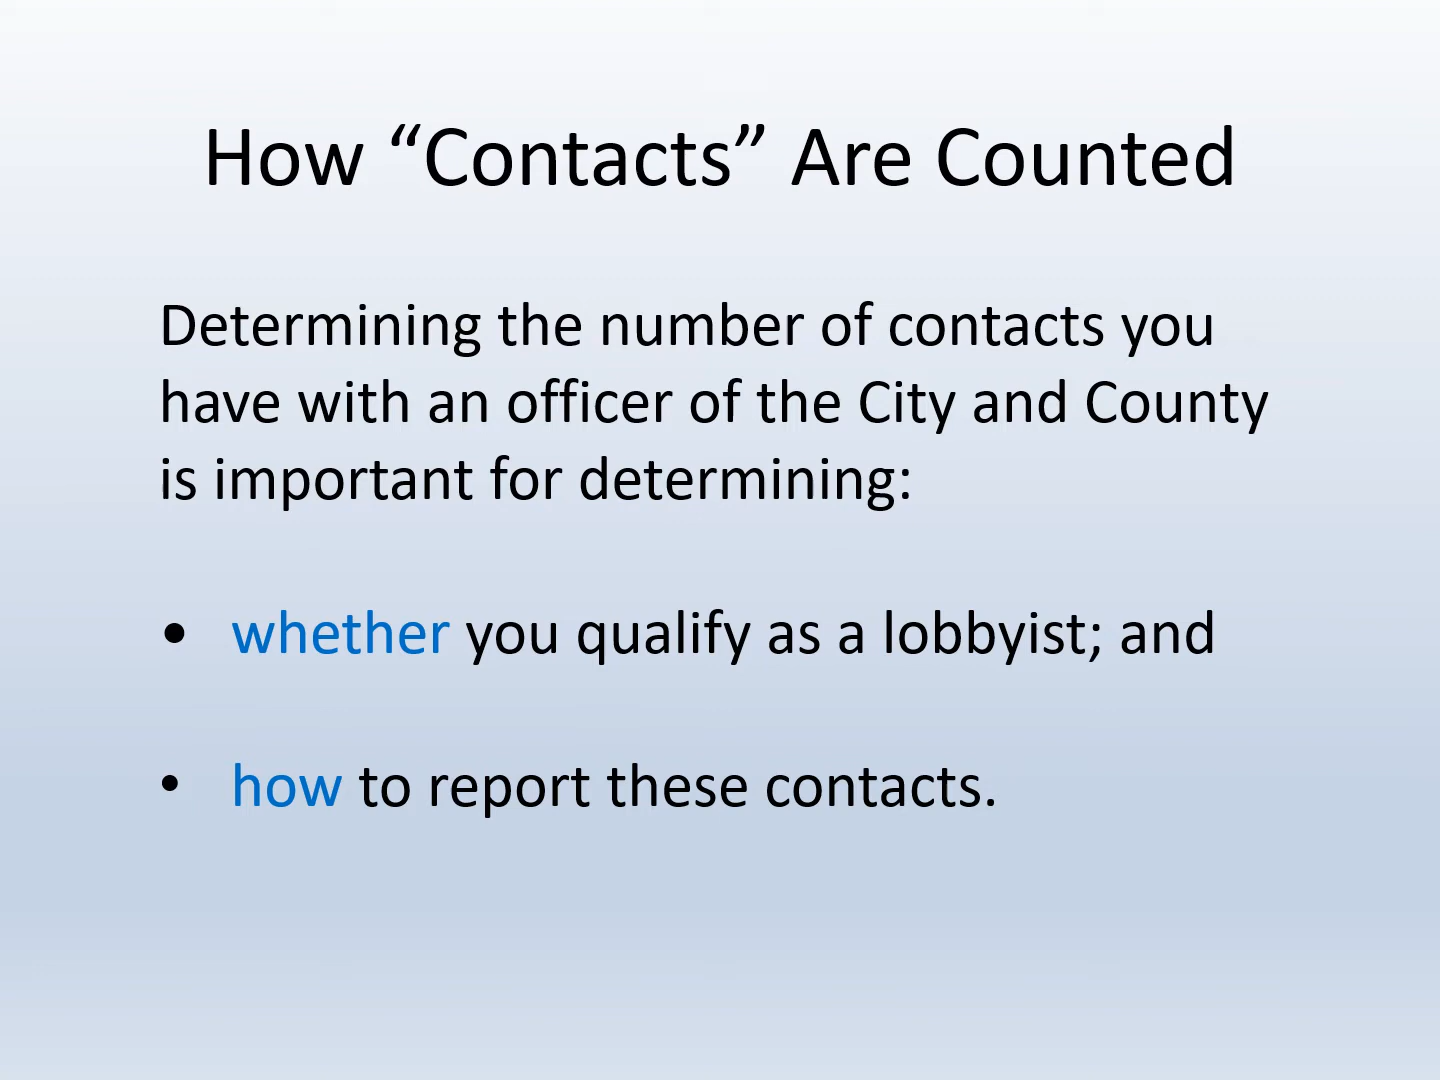 How “Contacts” Are Counted
Determining the number of contacts you
have with an officer of the City and County
is important for determining:
• whether you qualify as a lobbyist; and
• how to report these contacts.